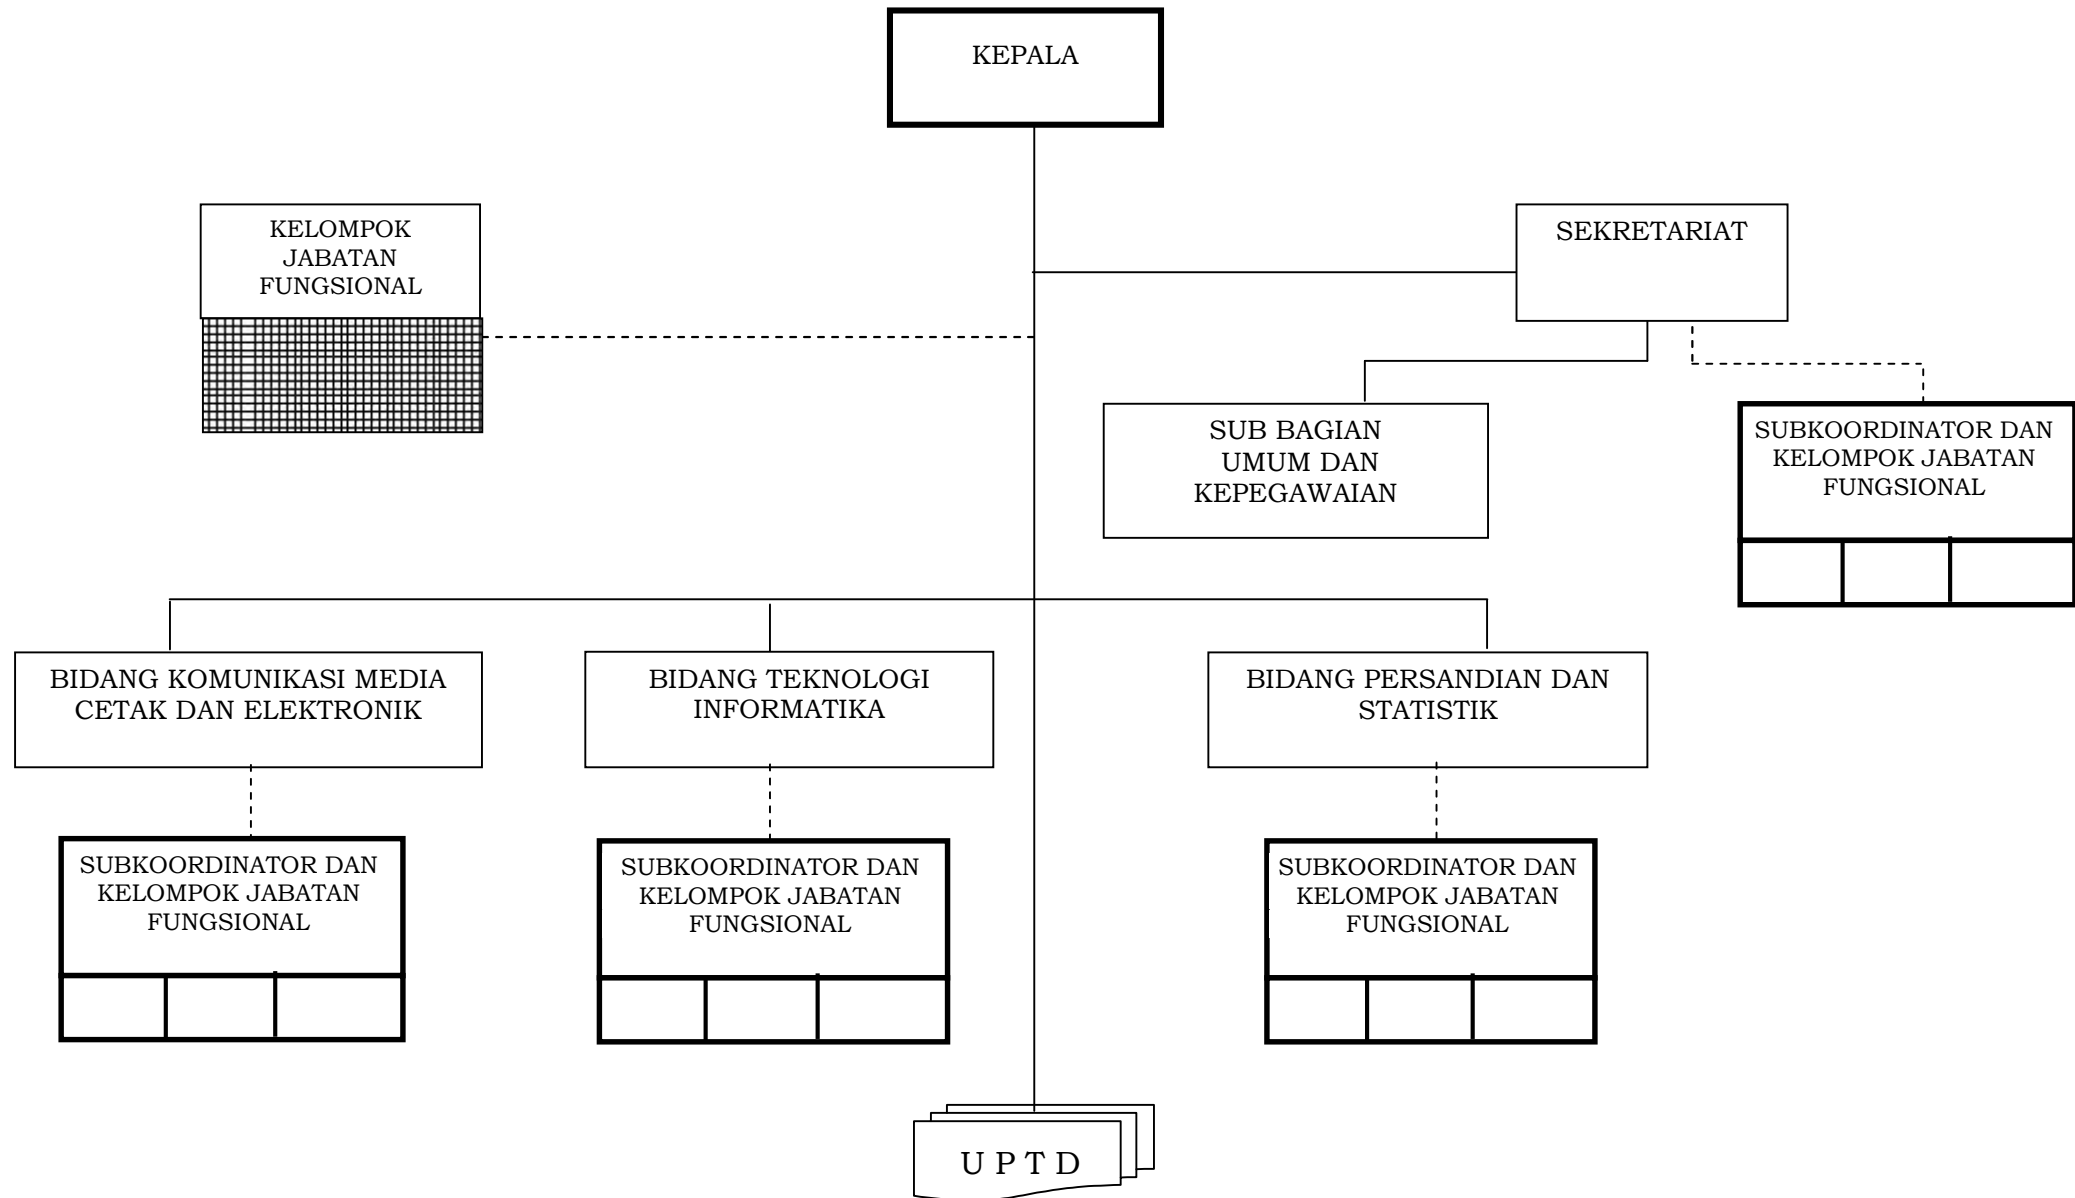 KEPALA
KELOMPOK
JABATAN
FUNGSIONAL
SEKRETARIAT
SUB BAGIAN
UMUM DAN
KEPEGAWAIAN
SUBKOORDINATOR DAN
KELOMPOK JABATAN
FUNGSIONAL
BIDANG KOMUNIKASI MEDIA
CETAK DAN ELEKTRONIK
BIDANG TEKNOLOGI
INFORMATIKA
BIDANG PERSANDIAN DAN
STATISTIK
SUBKOORDINATOR DAN
KELOMPOK JABATAN
FUNGSIONAL
SUBKOORDINATOR DAN
KELOMPOK JABATAN
FUNGSIONAL
SUBKOORDINATOR DAN
KELOMPOK JABATAN
FUNGSIONAL
U P T D